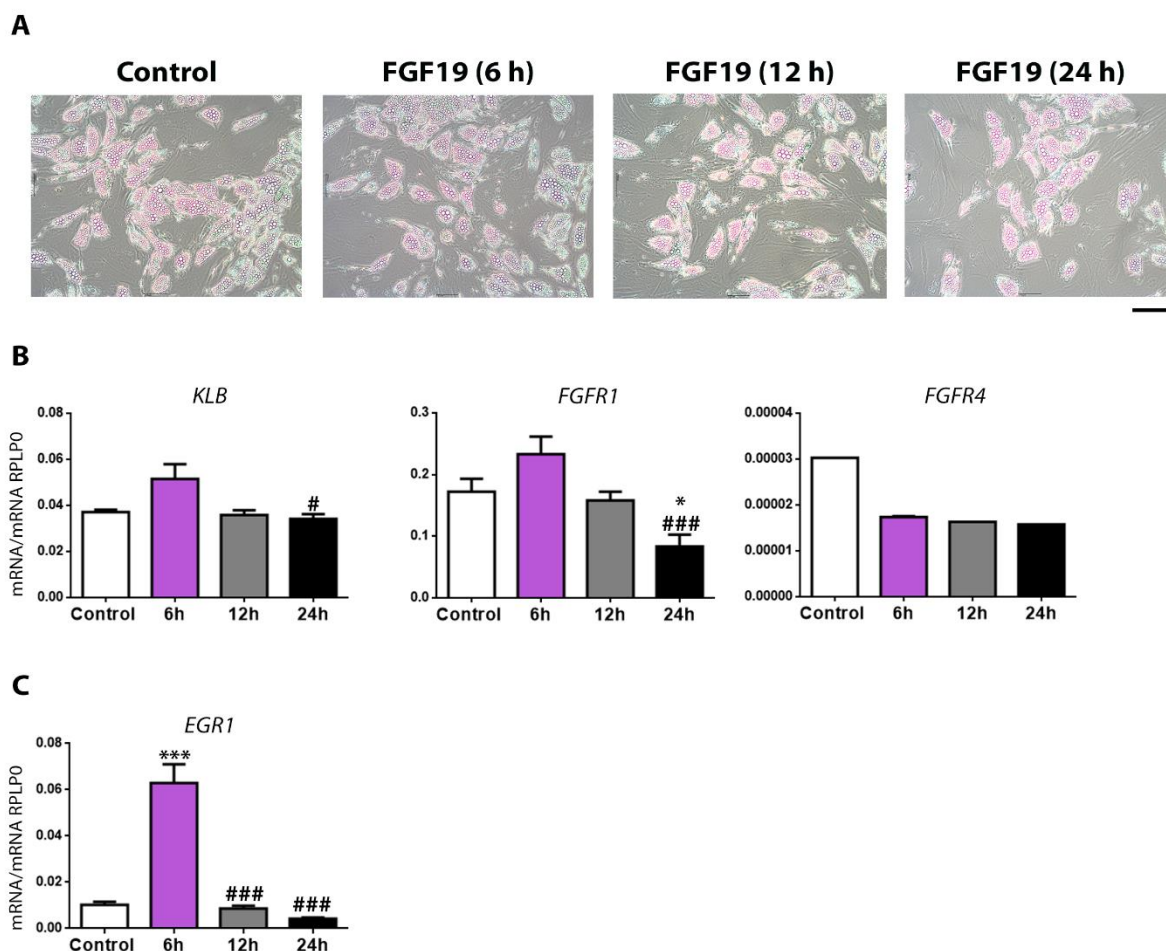 A
Control
FGF19 (6 h)
FGF19 (12 h)
FGF19 (24 h)
B
KLB
mRNA/mRNA RPLP0
0.08
0.06
0.04
0.02
0.00
#
Control 6h 12h 24h
FGFR1
0.3
0.2
0.1
0.0
*
###
Control 6h 12h 24h
FGFR4
0.00004
0.00003
0.00002
0.00001
0.00000
Control 6h 12h 24h
C
EGR1
mRNA/mRNA RPLP0
0.08
0.06
0.04
0.02
0.00
***
### ###
Control 6h 12h 24h